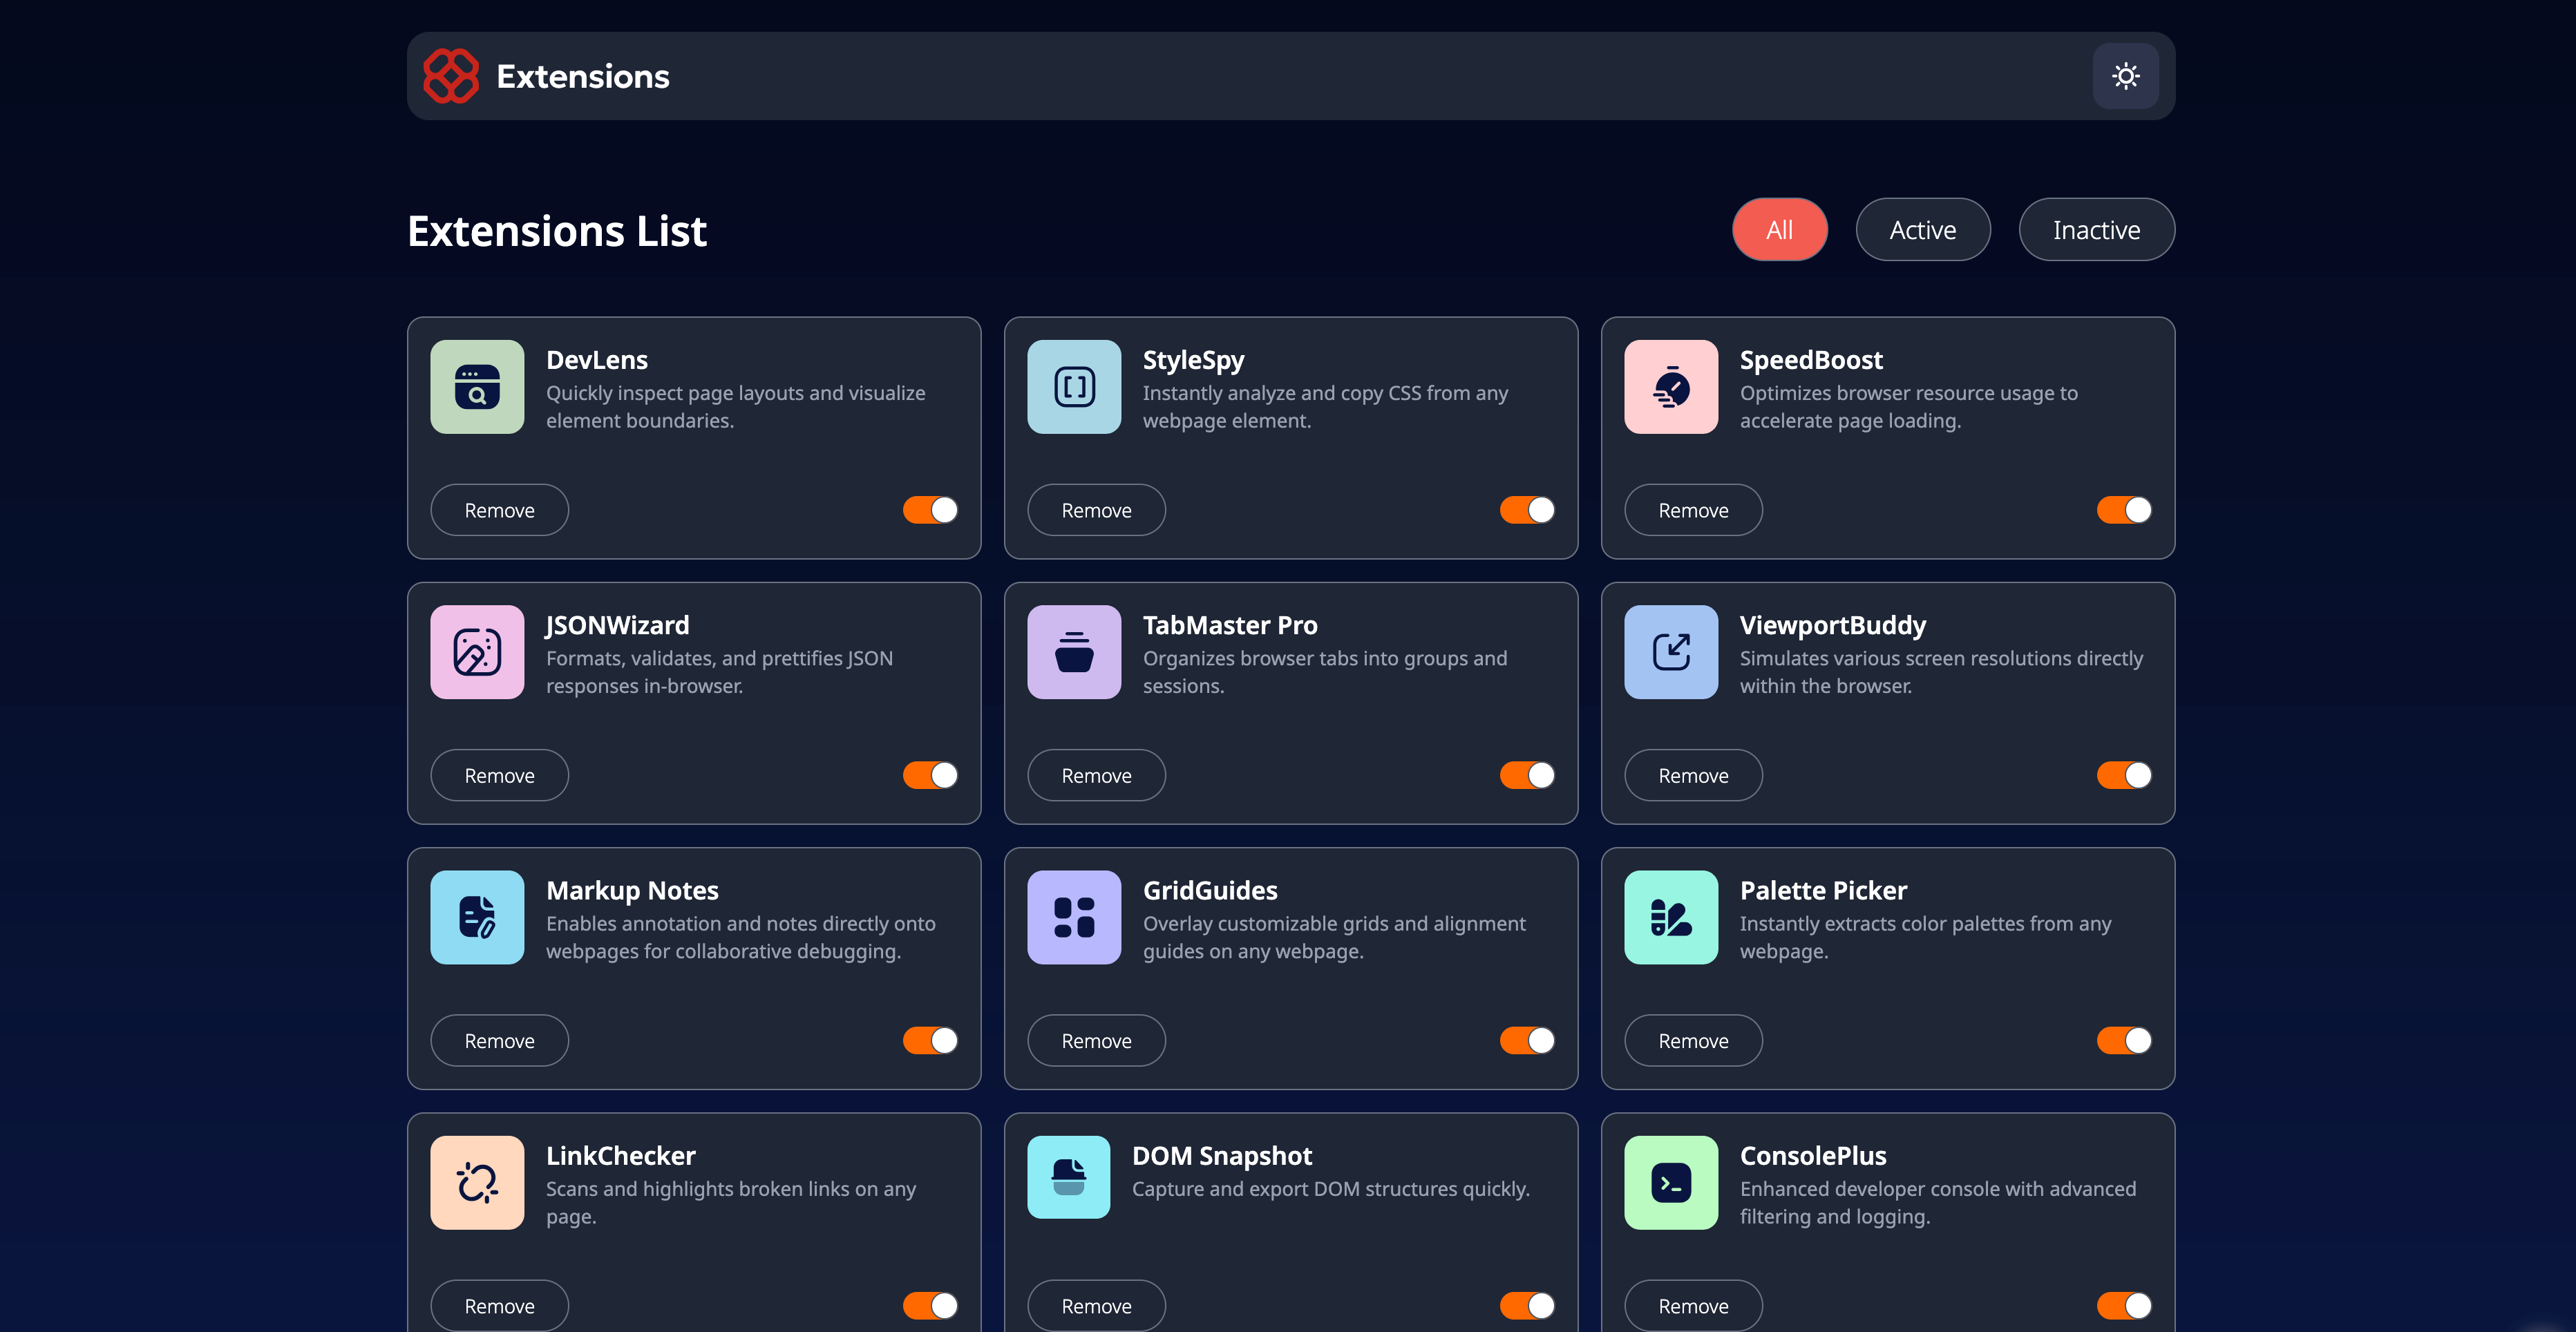 Extensions
Extensions List
All
Active
Inactive
DevLens
Quickly inspect page layouts and visualize
element boundaries.
Remove
StyleSpy
Instantly analyze and copy CSS from any
webpage element.
Remove
SpeedBoost
Optimizes browser resource usage to
accelerate page loading.
Remove
JSONWizard
Formats, validates, and prettifies JSON
responses in-browser.
Remove
TabMaster Pro
Organizes browser tabs into groups and
sessions.
Remove
ViewportBuddy
Simulates various screen resolutions directly
within the browser.
Remove
Markup Notes
Enables annotation and notes directly onto
webpages for collaborative debugging.
Remove
GridGuides
Overlay customizable grids and alignment
guides on any webpage.
Remove
Palette Picker
Instantly extracts color palettes from any
webpage.
Remove
LinkChecker
Scans and highlights broken links on any
page.
Remove
DOM Snapshot
Capture and export DOM structures quickly.
Remove
ConsolePlus
Enhanced developer console with advanced
filtering and logging.
Remove